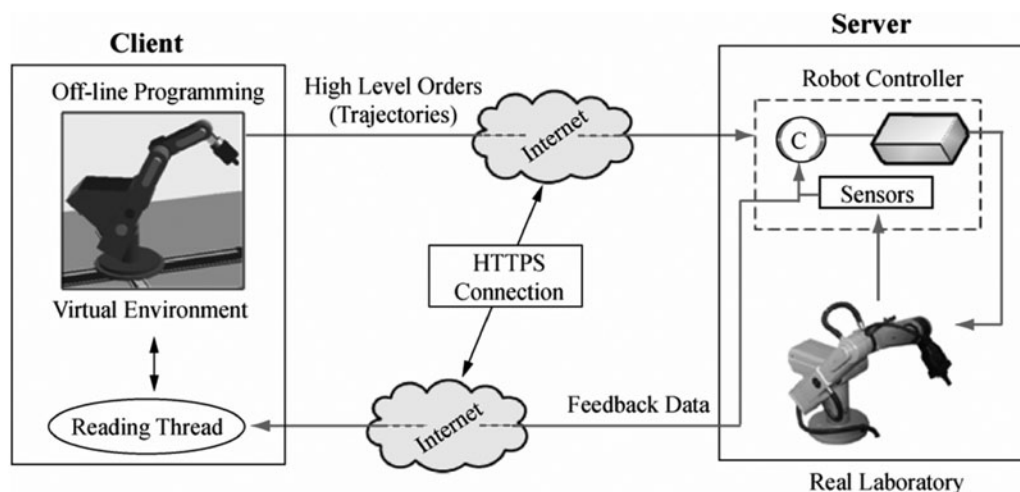 Client
Server
Off-line Programming
High Level Orders
(Trajectories)
Internet
Robot Controller
C
Sensors
HTTPS
Connection
Virtual Environment
Reading Thread
Internet
Feedback Data
Real Laboratory